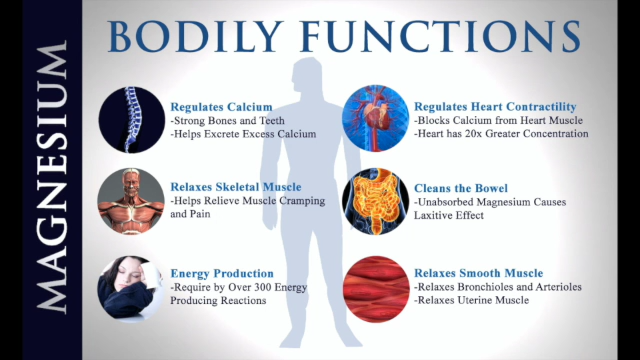 MAGNESIUM
BODILY FUNCTIONS
Regulates Calcium
-Strong Bones and Teeth
-Helps Excrete Excess Calcium
Relaxes Skeletal Muscle
-Helps Relieve Muscle Cramping
and Pain
Energy Production
-Require by Over 300 Energy
Producing Reactions
Regulates Heart Contractility
-Blocks Calcium from Heart Muscle
-Heart has 20x Greater Concentration
Cleans the Bowel
-Unabsorbed Magnesium Causes
Laxitive Effect
Relaxes Smooth Muscle
-Relaxes Bronchioles and Arterioles
-Relaxes Uterine Muscle